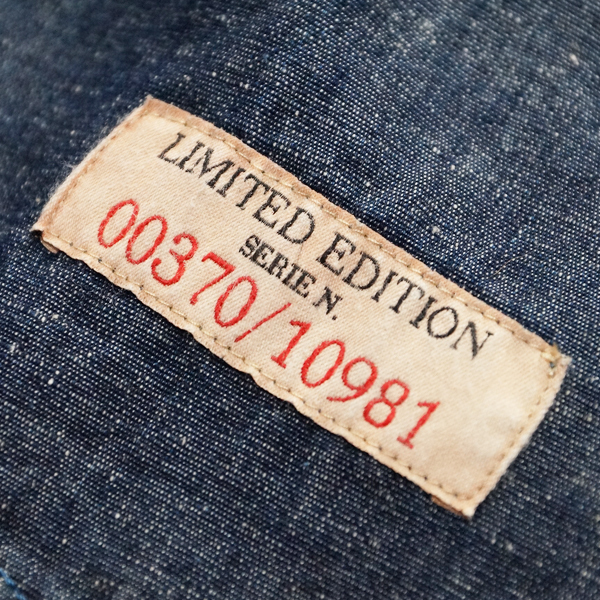 LIMITED EDITION
SERIE N.
00370/10981